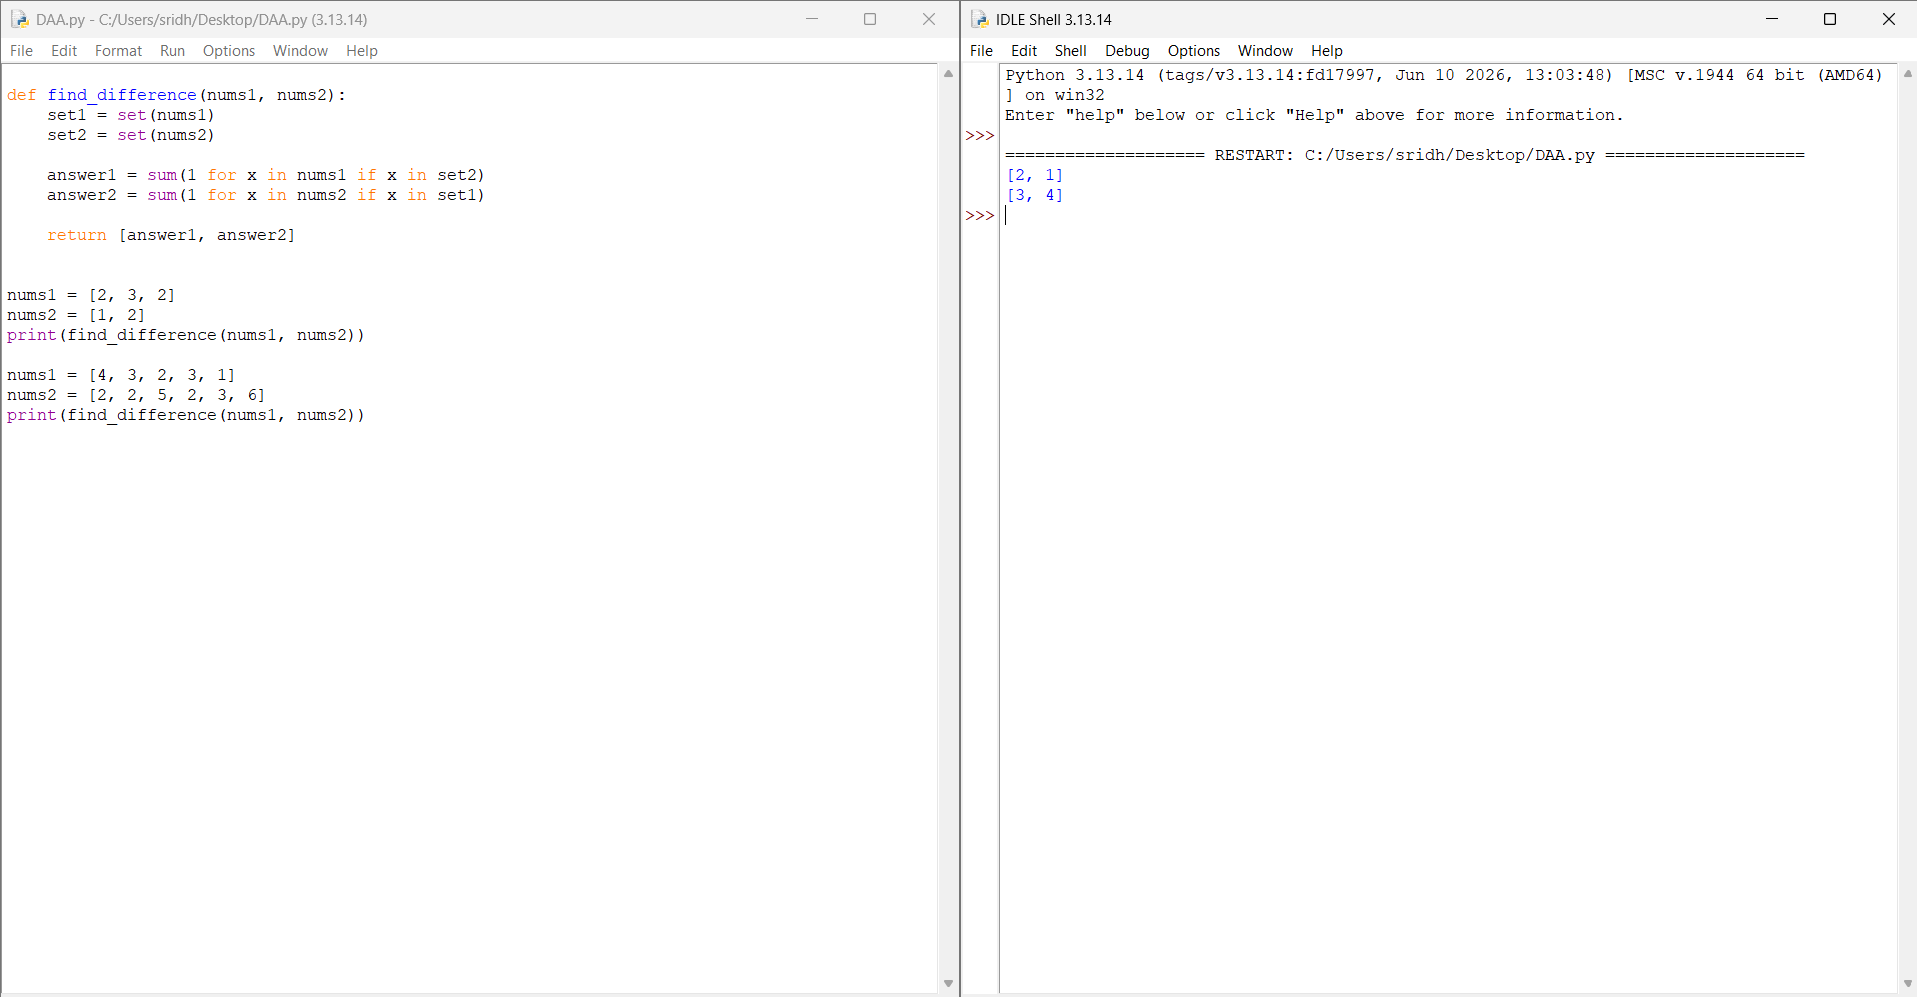 DAA.py - C:/Users/sridh/Desktop/DAA.py (3.13.14)
File Edit Format Run Options Window Help
def find_difference(nums1, nums2):
    set1 = set(nums1)
    set2 = set(nums2)
    answer1 = sum(1 for x in nums1 if x in set2)
    answer2 = sum(1 for x in nums2 if x in set1)
    return [answer1, answer2]
nums1 = [2, 3, 2]
nums2 = [1, 2]
print(find_difference(nums1, nums2))
nums1 = [4, 3, 2, 3, 1]
nums2 = [2, 2, 5, 2, 3, 6]
print(find_difference(nums1, nums2))
IDLE Shell 3.13.14
File Edit Shell Debug Options Window Help
Python 3.13.14 (tags/v3.13.14:fd17997, Jun 10 2026, 13:03:48) [MSC v.1944 64 bit (AMD64)
] on win32
Enter "help" below or click "Help" above for more information.
>>>
==================== RESTART: C:/Users/sridh/Desktop/DAA.py ====================
[2, 1]
[3, 4]
>>>